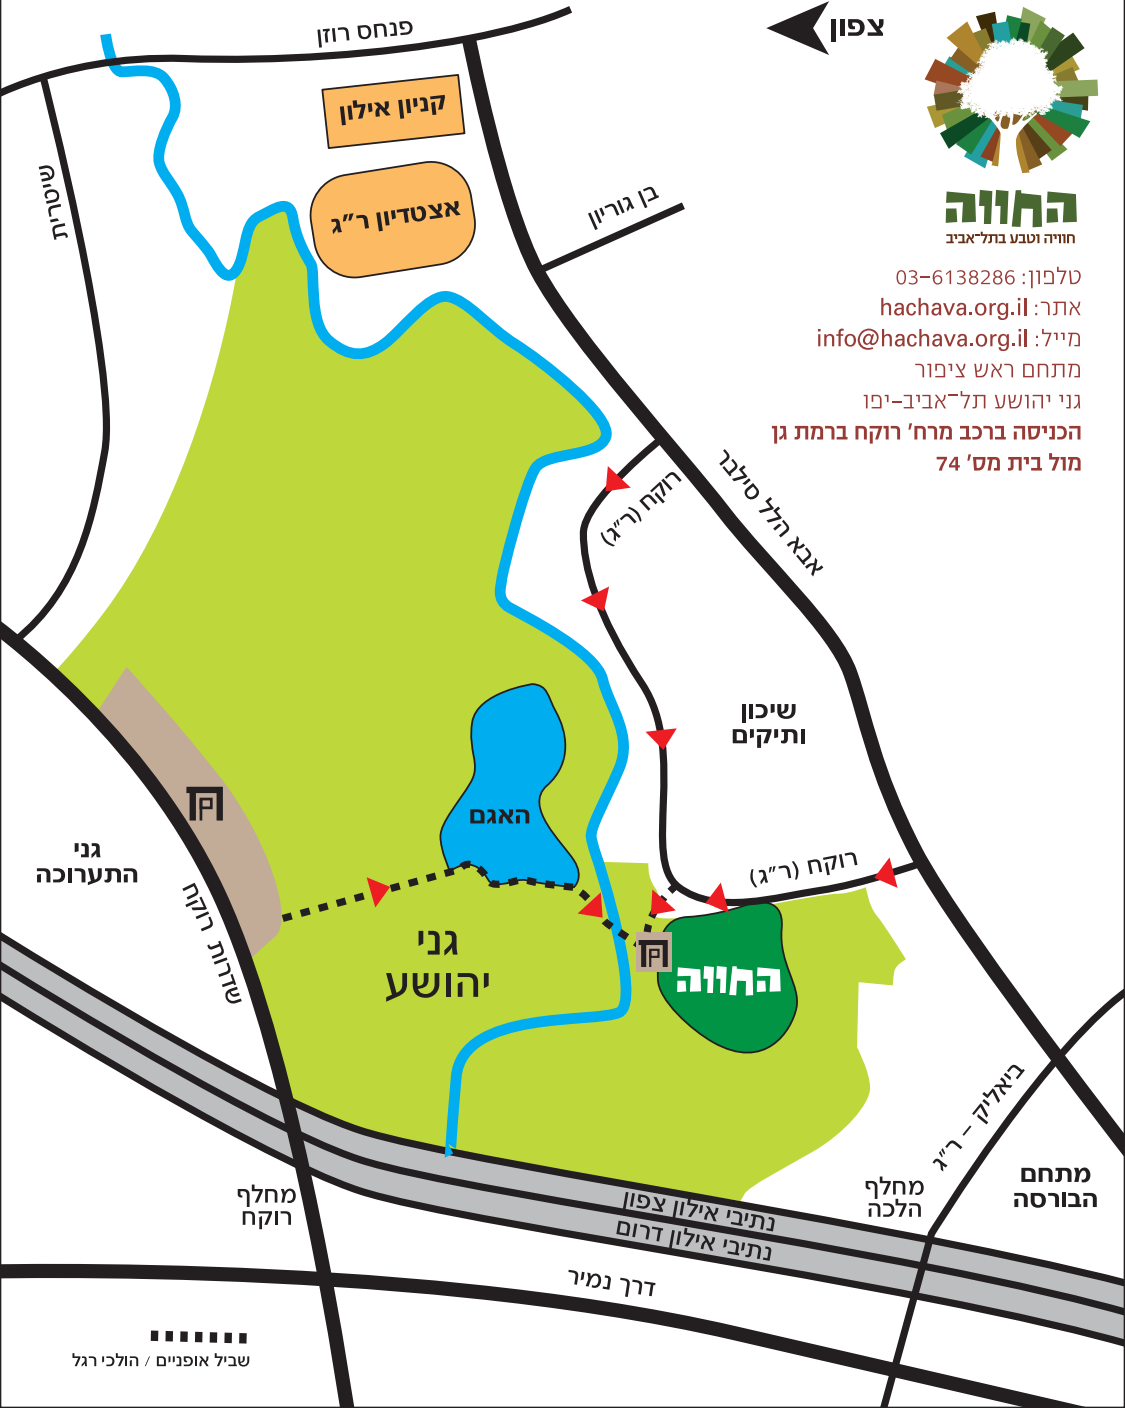 פנחס רוזן
צפון
קניון אילון
אצטדיון ר״ג
שיטרית
בן גוריון
החווה
חוויה וטבע בתל־אביב
טלפון: 03-6138286
אתר: hachava.org.il
מייל: info@hachava.org.il
מתחם ראש ציפור
גני יהושע תל־אביב-יפו
הכניסה ברכב מרח׳ רוקח ברמת גן
מול בית מס׳ 74
רוקח (ר״ג)
אבא הלל סילבר
שיכון
ותיקים
האגם
P
גני
התערוכה
רוקח (ר״ג)
שדרות רוקח
גני
יהושע
P
החווה
ביאליק - ר״ג
מחלף
רוקח
מחלף
הלכה
מתחם
הבורסה
נתיבי אילון צפון
נתיבי אילון דרום
דרך נמיר
שביל אופניים / הולכי רגל